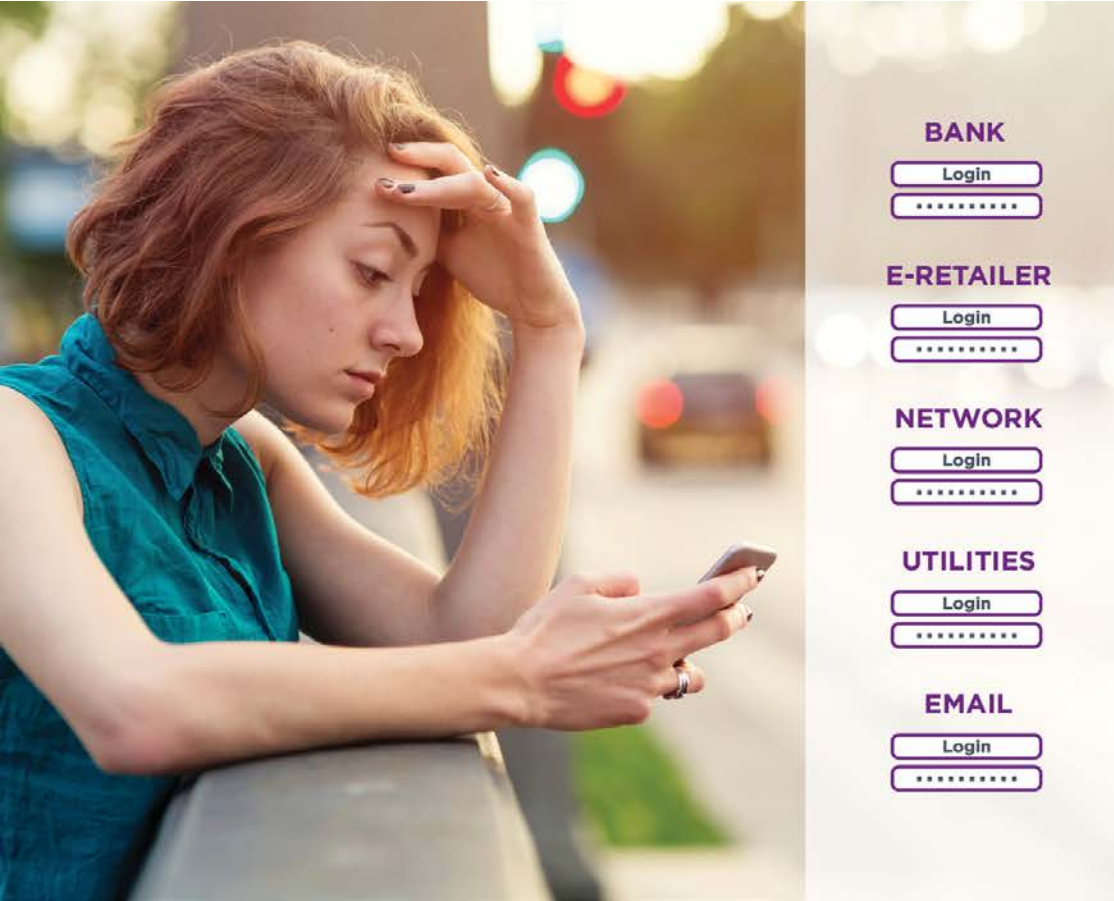 BANK
Login
..........
E-RETAILER
Login
..........
NETWORK
Login
..........
UTILITIES
Login
..........
EMAIL
Login
..........